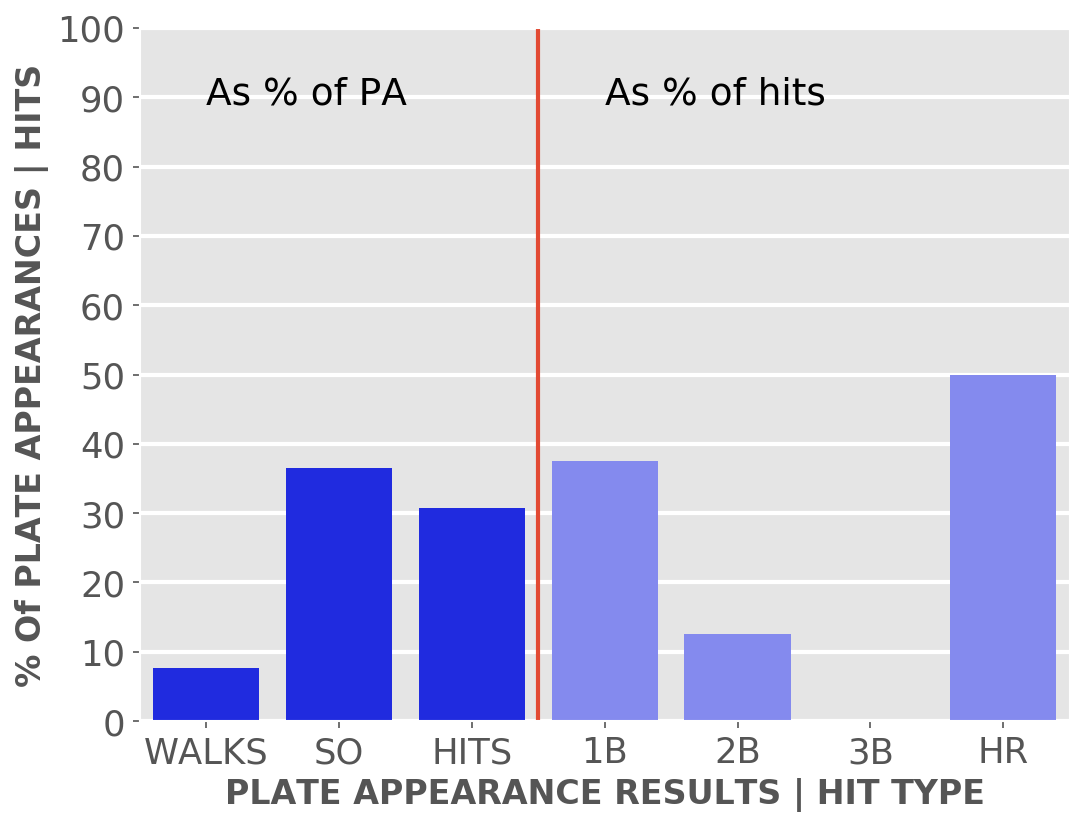 100
90
80
70
60
50
40
30
20
10
0
% Of PLATE APPEARANCES | HITS
As % of PA
As % of hits
WALKS SO HITS 1B 2B 3B HR
PLATE APPEARANCE RESULTS | HIT TYPE